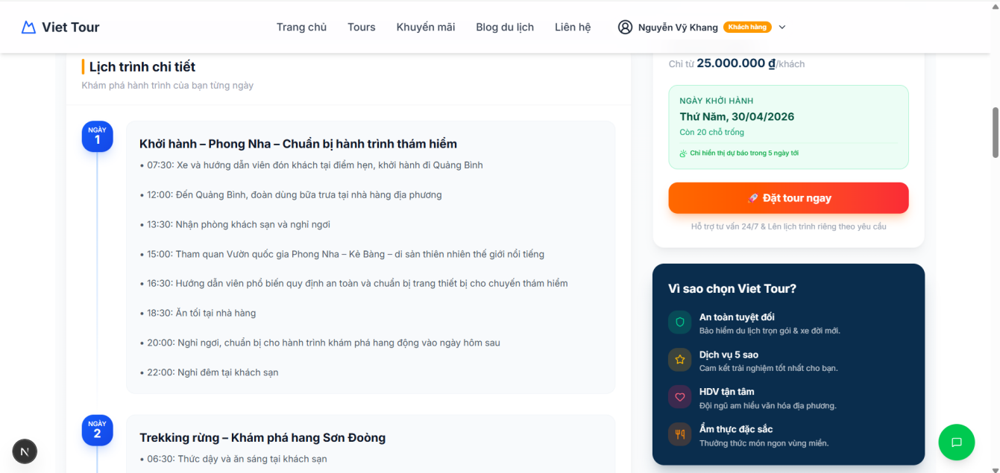 Viet Tour
Trang chủ
Tours
Khuyến mãi
Blog du lịch
Liên hệ
Nguyễn Vỹ Khang
Khách hàng
Lịch trình chi tiết
Khám phá hành trình của bạn từng ngày
NGÀY
1
Khởi hành – Phong Nha – Chuẩn bị hành trình thám hiểm
• 07:30: Xe và hướng dẫn viên đón khách tại điểm hẹn, khởi hành đi Quảng Bình
• 12:00: Đến Quảng Bình, đoàn dùng bữa trưa tại nhà hàng địa phương
• 13:30: Nhận phòng khách sạn và nghỉ ngơi
• 15:00: Tham quan Vườn quốc gia Phong Nha – Kẻ Bàng – di sản thiên nhiên thế giới nổi tiếng
• 16:30: Hướng dẫn viên phổ biến quy định an toàn và chuẩn bị trang thiết bị cho chuyến thám hiểm
• 18:30: Ăn tối tại nhà hàng
• 20:00: Nghỉ ngơi, chuẩn bị cho hành trình khám phá hang động vào ngày hôm sau
• 22:00: Nghỉ đêm tại khách sạn
NGÀY
2
Trekking rừng – Khám phá hang Sơn Đoòng
• 06:30: Thức dậy và ăn sáng tại khách sạn
N
Chỉ từ 25.000.000 ₫/khách
NGÀY KHỞI HÀNH
Thứ Năm, 30/04/2026
Còn 20 chỗ trống
Chỉ hiển thị dự báo trong 5 ngày tới
🚀 Đặt tour ngay
Hỗ trợ tư vấn 24/7 & Lên lịch trình riêng theo yêu cầu
Vì sao chọn Viet Tour?
An toàn tuyệt đối
Bảo hiểm du lịch trọn gói & xe đời mới.
Dịch vụ 5 sao
Cam kết trải nghiệm tốt nhất cho bạn.
HDV tận tâm
Đội ngũ am hiểu văn hóa địa phương.
Ẩm thực đặc sắc
Thưởng thức món ngon vùng miền.